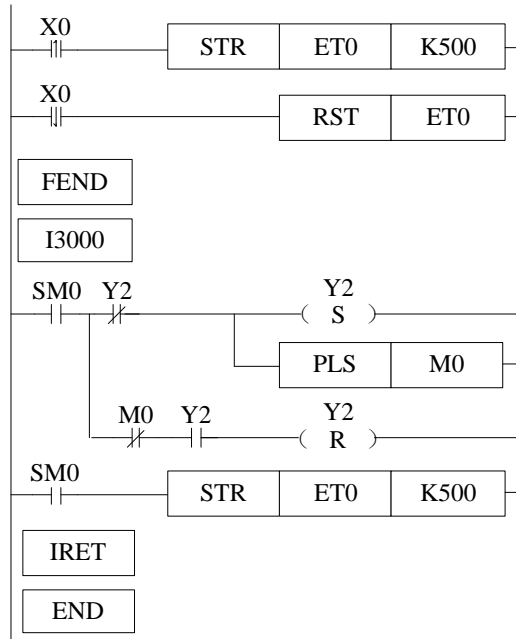 X0
STR ET0 K500
X0
RST ET0
FEND
I3000
SM0 Y2 Y2
S
PLS M0
M0 Y2 Y2
R
SM0
STR ET0 K500
IRET
END